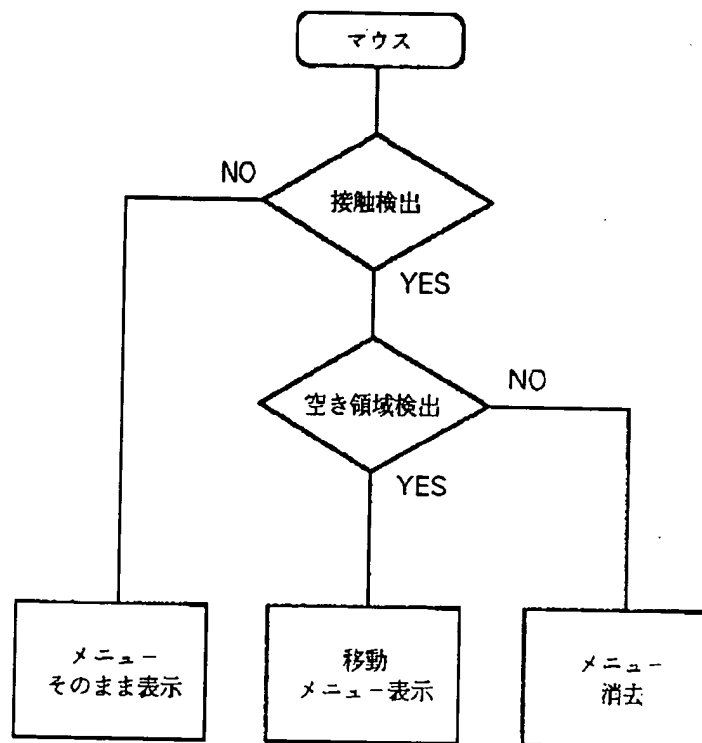 マウス
NO
接触検出
YES
空き領域検出
NO
YES
メニュー
そのまま表示
移動
メニュー表示
メニュー
消去